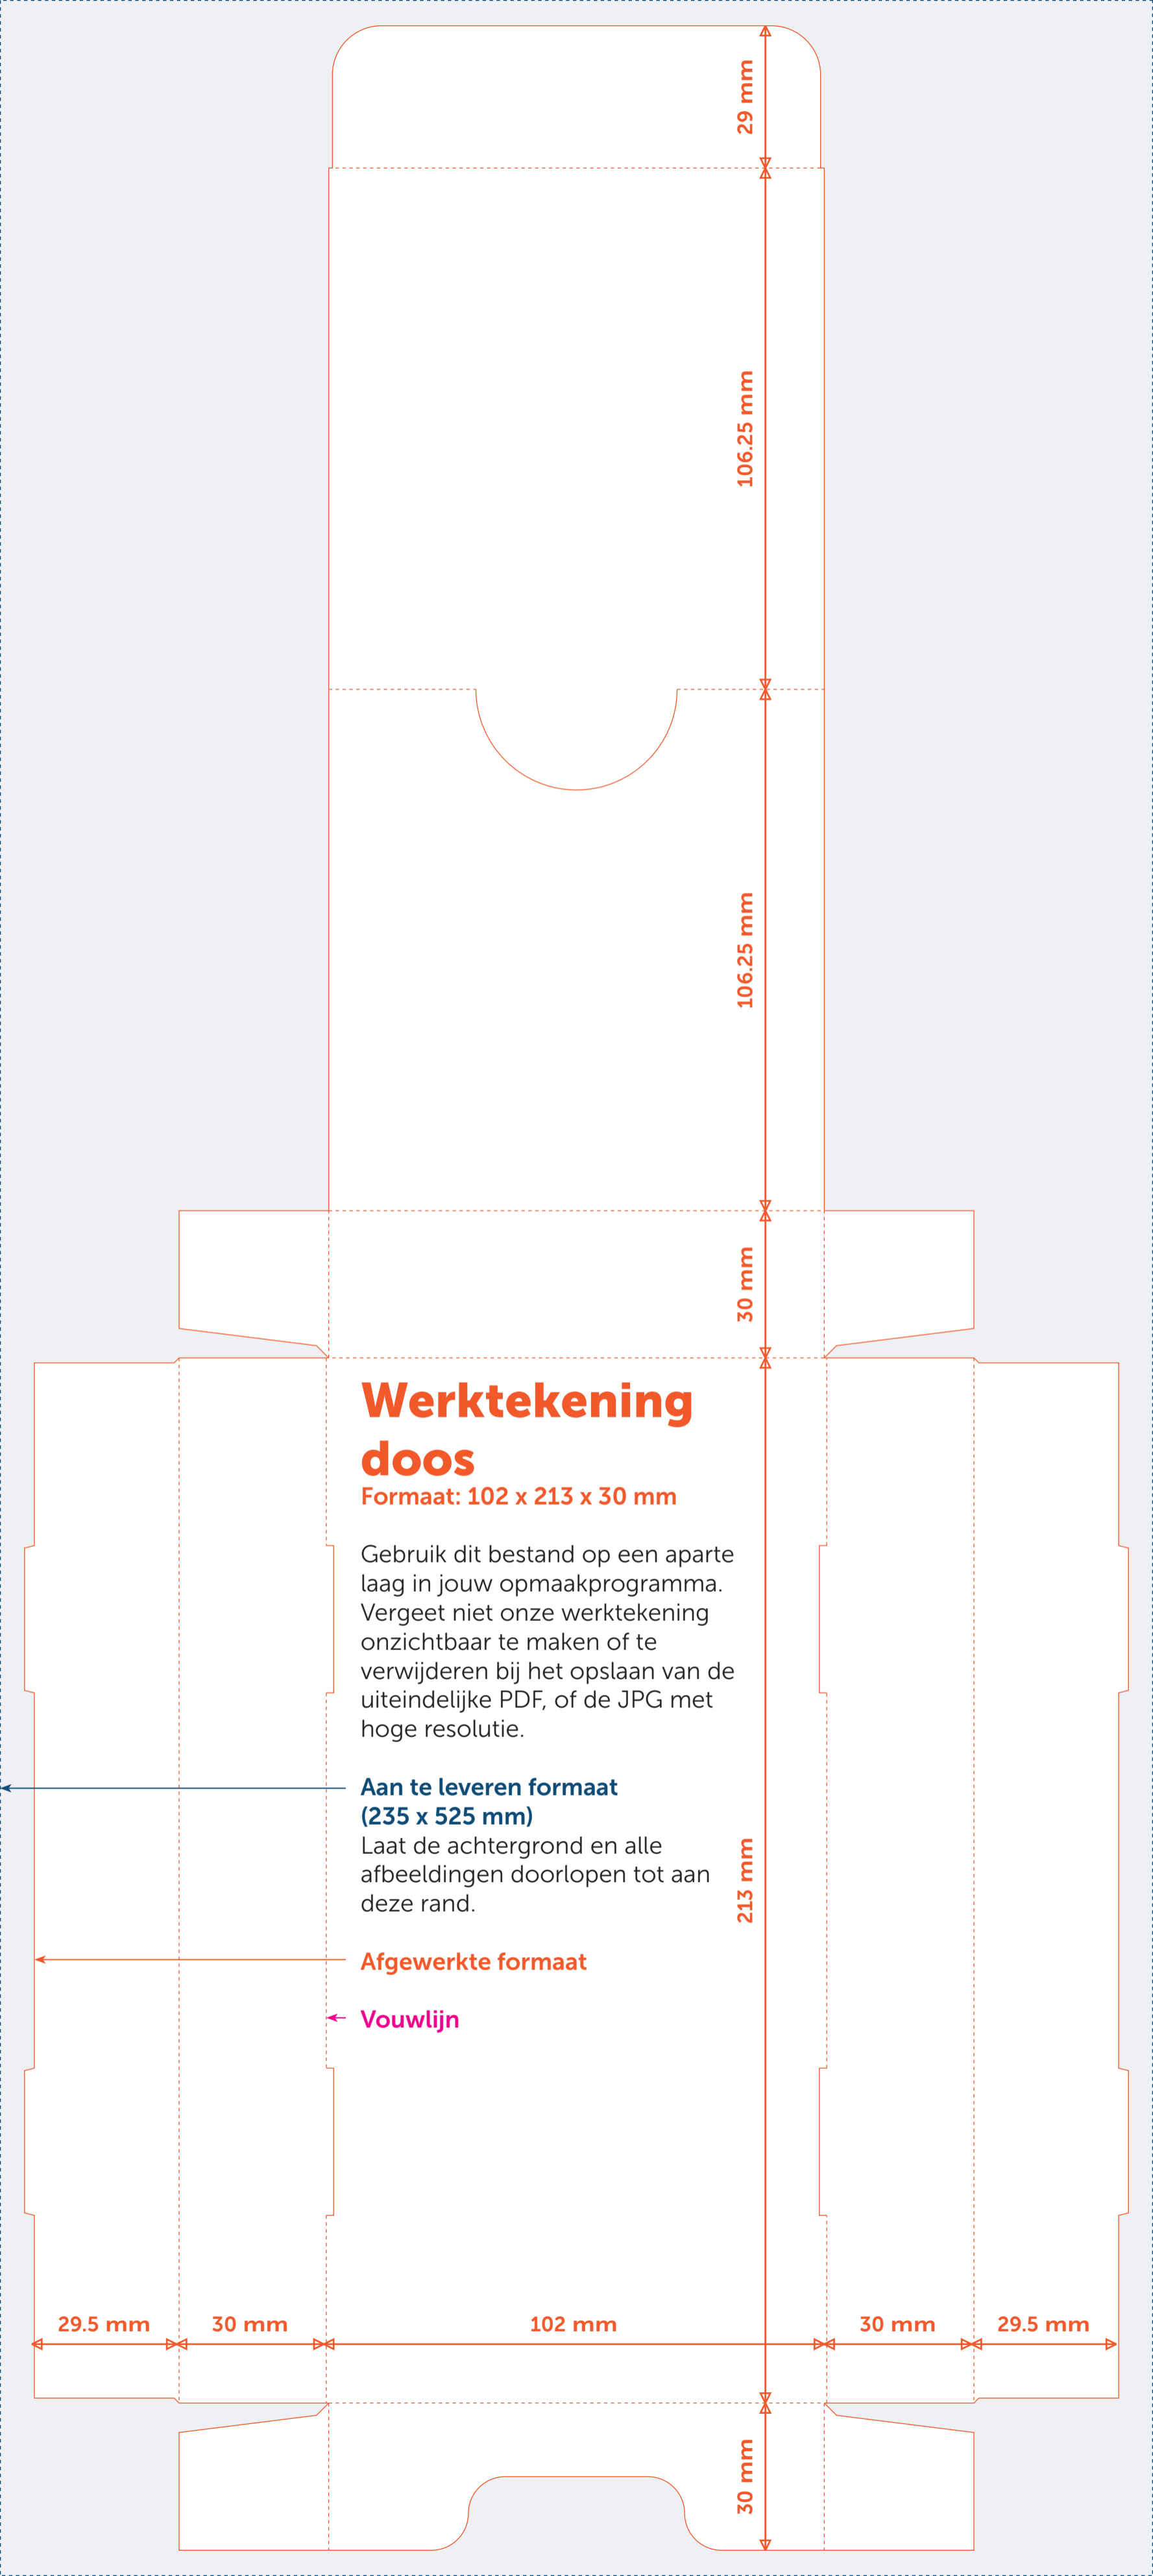 29 mm
106.25 mm
106.25 mm
30 mm
Werktekening
doos
Formaat: 102 x 213 x 30 mm
Gebruik dit bestand op een aparte
laag in jouw opmaakprogramma.
Vergeet niet onze werktekening
onzichtbaar te maken of te
verwijderen bij het opslaan van de
uiteindelijke PDF, of de JPG met
hoge resolutie.
Aan te leveren formaat
(235 x 525 mm)
Laat de achtergrond en alle
afbeeldingen doorlopen tot aan
deze rand.
213 mm
Afgewerkte formaat
Vouwlijn
29.5 mm 30 mm 102 mm 30 mm 29.5 mm
30 mm